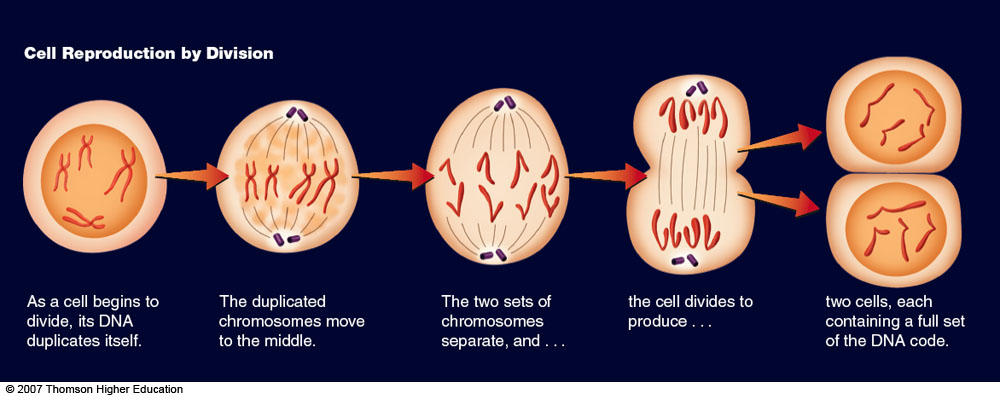 Cell Reproduction by Division
As a cell begins to
divide, its DNA
duplicates itself.
The duplicated
chromosomes move
to the middle.
The two sets of
chromosomes
separate, and . . .
the cell divides to
produce . . .
two cells, each
containing a full set
of the DNA code.
© 2007 Thomson Higher Education